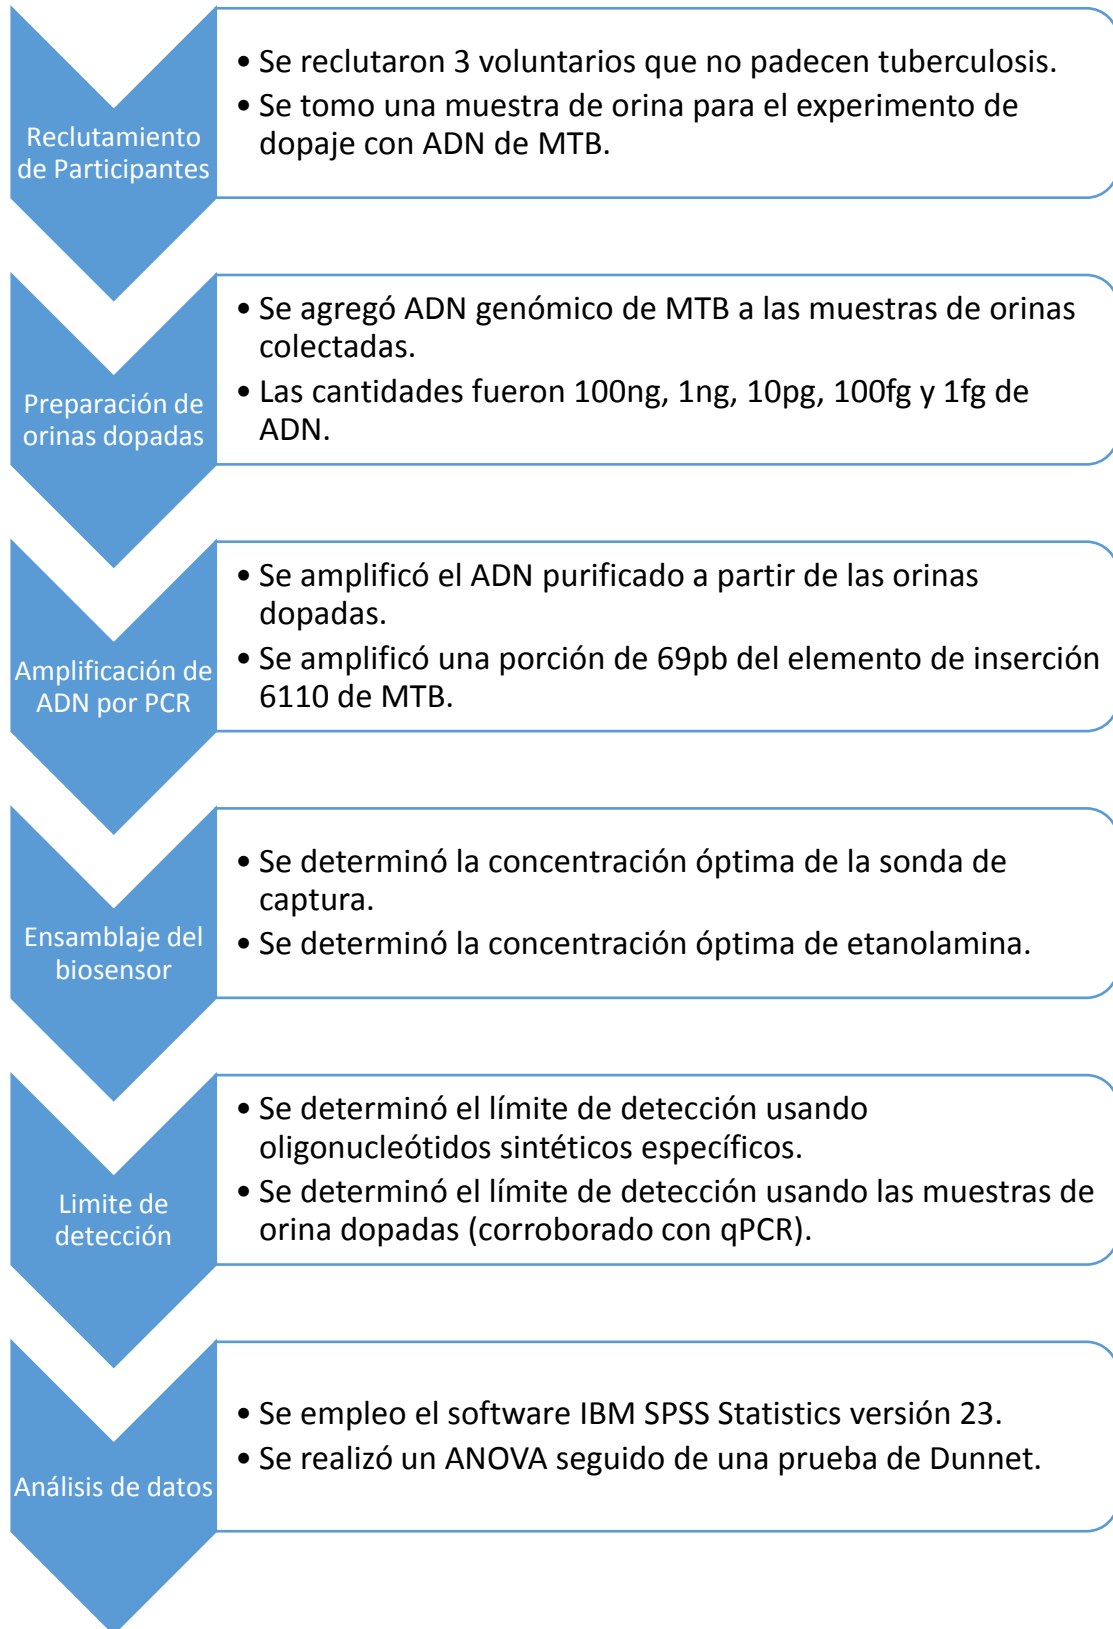 Reclutamiento
de Participantes
• Se reclutaron 3 voluntarios que no padecen tuberculosis.
• Se tomo una muestra de orina para el experimento de
dopaje con ADN de MTB.
Preparación de
orinas dopadas
• Se agregó ADN genómico de MTB a las muestras de orinas
colectadas.
• Las cantidades fueron 100ng, 1ng, 10pg, 100fg y 1fg de
ADN.
Amplificación de
ADN por PCR
• Se amplificó el ADN purificado a partir de las orinas
dopadas.
• Se amplificó una porción de 69pb del elemento de inserción
6110 de MTB.
Ensamblaje del
biosensor
• Se determinó la concentración óptima de la sonda de
captura.
• Se determinó la concentración óptima de etanolamina.
Limite de
detección
• Se determinó el límite de detección usando
oligonucleótidos sintéticos específicos.
• Se determinó el límite de detección usando las muestras de
orina dopadas (corroborado con qPCR).
Análisis de datos
• Se empleo el software IBM SPSS Statistics versión 23.
• Se realizó un ANOVA seguido de una prueba de Dunnet.